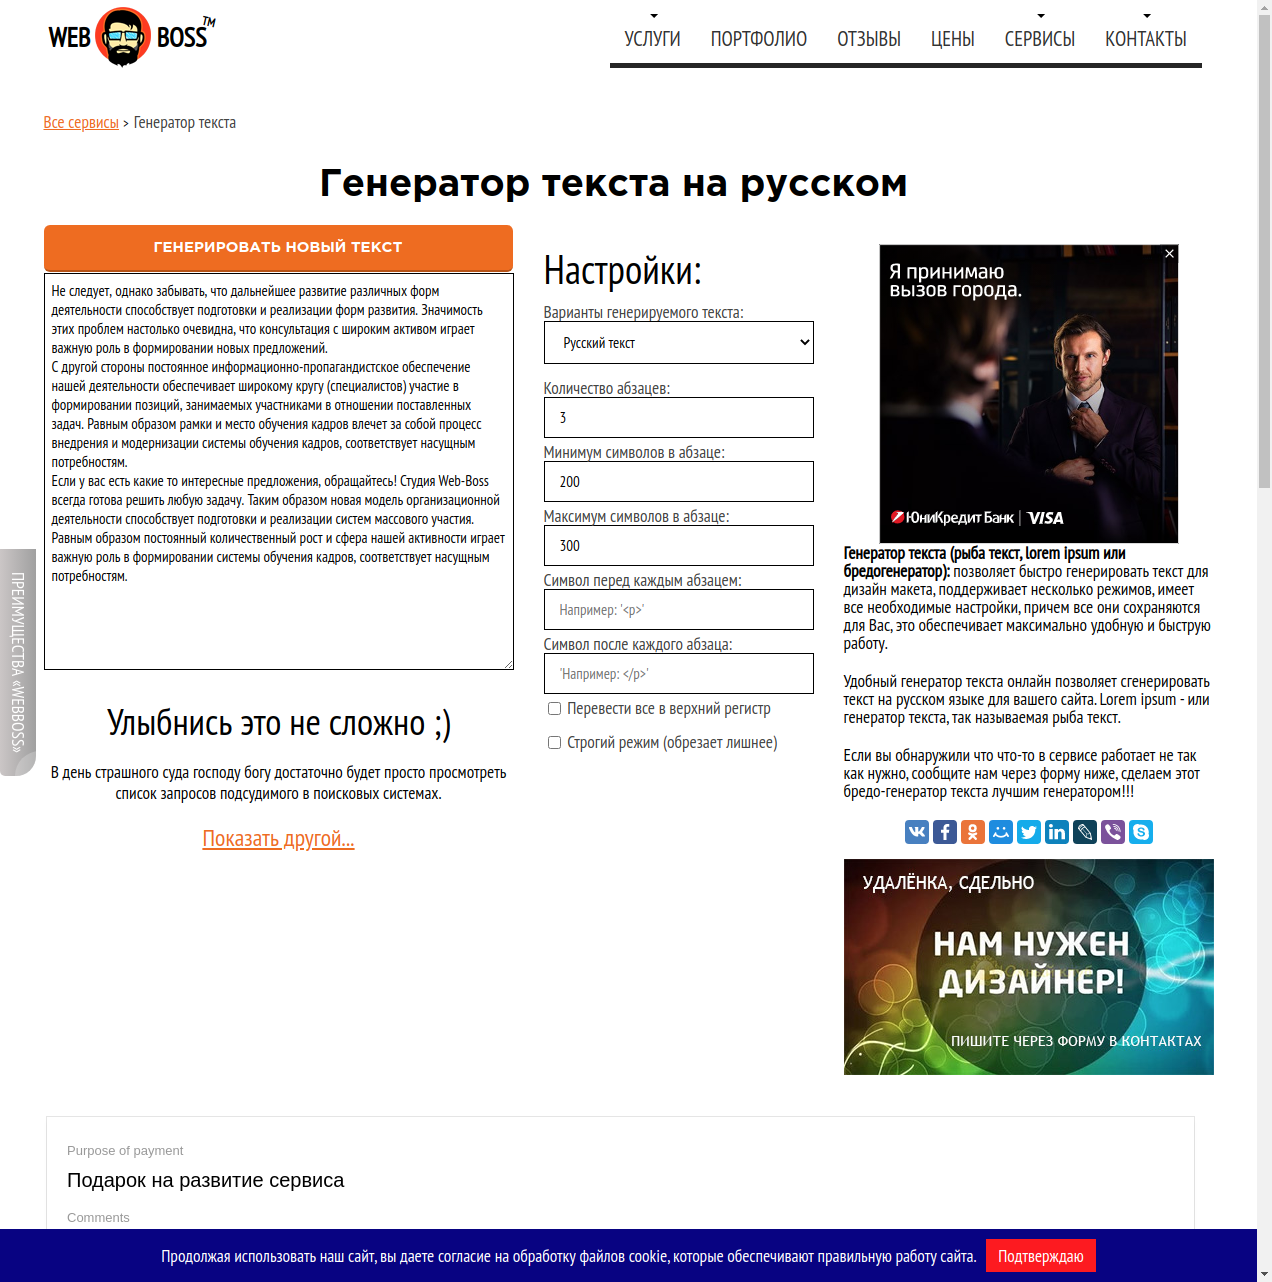 WEB BOSS™
УСЛУГИ ПОРТФОЛИО ОТЗЫВЫ ЦЕНЫ СЕРВИСЫ КОНТАКТЫ
Все сервисы > Генератор текста
Генератор текста на русском
ГЕНЕРИРОВАТЬ НОВЫЙ ТЕКСТ
Не следует, однако забывать, что дальнейшее развитие различных форм
деятельности способствует подготовки и реализации форм развития. Значимость
этих проблем настолько очевидна, что консультация с широким активом играет
важную роль в формировании новых предложений.
С другой стороны постоянное информационно-пропагандистское обеспечение
нашей деятельности обеспечивает широкому кругу (специалистов) участие в
формировании позиций, занимаемых участниками в отношении поставленных
задач. Равным образом рамки и место обучения кадров влечет за собой процесс
внедрения и модернизации системы обучения кадров, соответствует насущным
потребностям.
Если у вас есть какие то интересные предложения, обращайтесь! Студия Web-Boss
всегда готова решить любую задачу. Таким образом новая модель организационной
деятельности способствует подготовки и реализации систем массового участия.
Равным образом постоянный количественный рост и сфера нашей активности играет
важную роль в формировании системы обучения кадров, соответствует насущным
потребностям.
ПРЕИМУЩЕСТВА «WEBBOSS»
Улыбнись это не сложно ;)
В день страшного суда господу богу достаточно будет просто просмотреть
список запросов подсудимого в поисковых системах.
Показать другой...
Настройки:
Варианты генерируемого текста:
Русский текст
Количество абзацев:
3
Минимум символов в абзаце:
200
Максимум символов в абзаце:
300
Символ перед каждым абзацем:
Например: '<p>'
Символ после каждого абзаца:
'Например: </p>'
Перевести все в верхний регистр
Строгий режим (обрезает лишнее)
Я принимаю
вызов города.
ЮниКредит Банк | VISA
Генератор текста (рыба текст, lorem ipsum или
бредогенератор): позволяет быстро генерировать текст для
дизайн макета, поддерживает несколько режимов, имеет
все необходимые настройки, причем все они сохраняются
для Вас, это обеспечивает максимально удобную и быструю
работу.
Удобный генератор текста онлайн позволяет сгенерировать
текст на русском языке для вашего сайта. Lorem ipsum - или
генератор текста, так называемая рыба текст.
Если вы обнаружили что что-то в сервисе работает не так
как нужно, сообщите нам через форму ниже, сделаем этот
бредо-генератор текста лучшим генератором!!!
УДАЛЁНКА, СДЕЛЬНО
НАМ НУЖЕН
ДИЗАЙНЕР!
ПИШИТЕ ЧЕРЕЗ ФОРМУ В КОНТАКТАХ
Purpose of payment
Подарок на развитие сервиса
Comments
Продолжая использовать наш сайт, вы даете согласие на обработку файлов cookie, которые обеспечивают правильную работу сайта. Подтверждаю